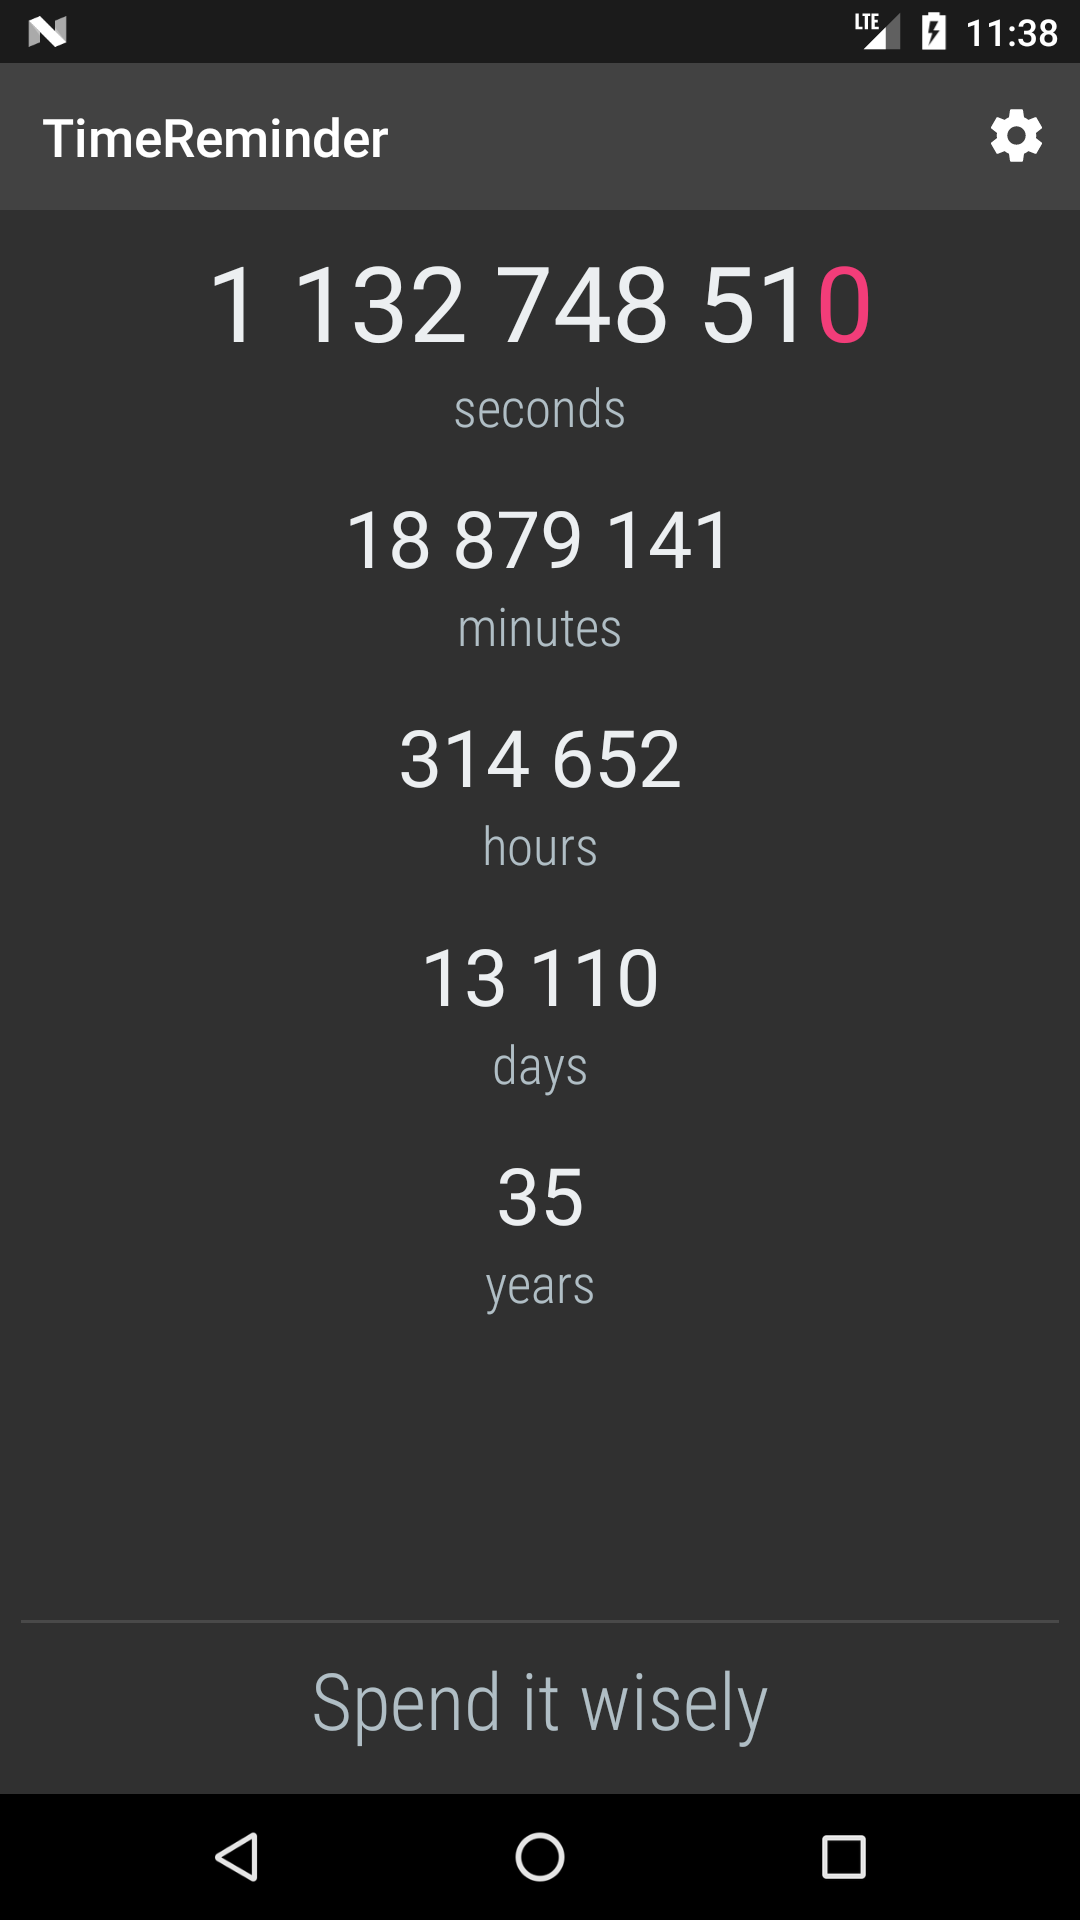 LTE 11:38
TimeReminder
1 132 748 510
seconds
18 879 141
minutes
314 652
hours
13 110
days
35
years
Spend it wisely